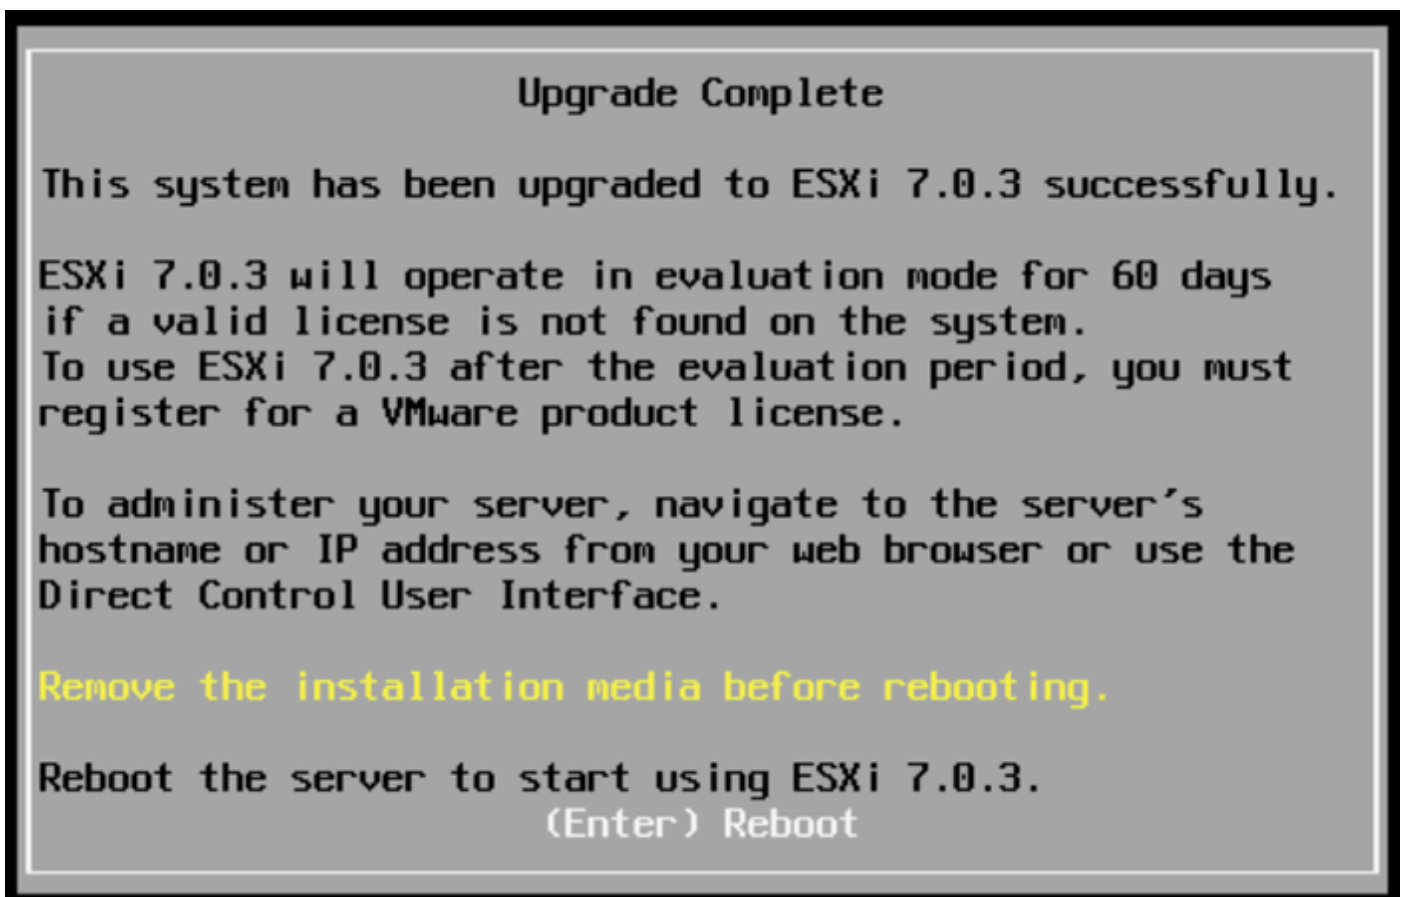 Upgrade Complete
This system has been upgraded to ESXi 7.0.3 successfully.
ESXi 7.0.3 will operate in evaluation mode for 60 days
if a valid license is not found on the system.
To use ESXi 7.0.3 after the evaluation period, you must
register for a VMware product license.
To administer your server, navigate to the server's
hostname or IP address from your web browser or use the
Direct Control User Interface.
Remove the installation media before rebooting.
Reboot the server to start using ESXi 7.0.3.
(Enter) Reboot